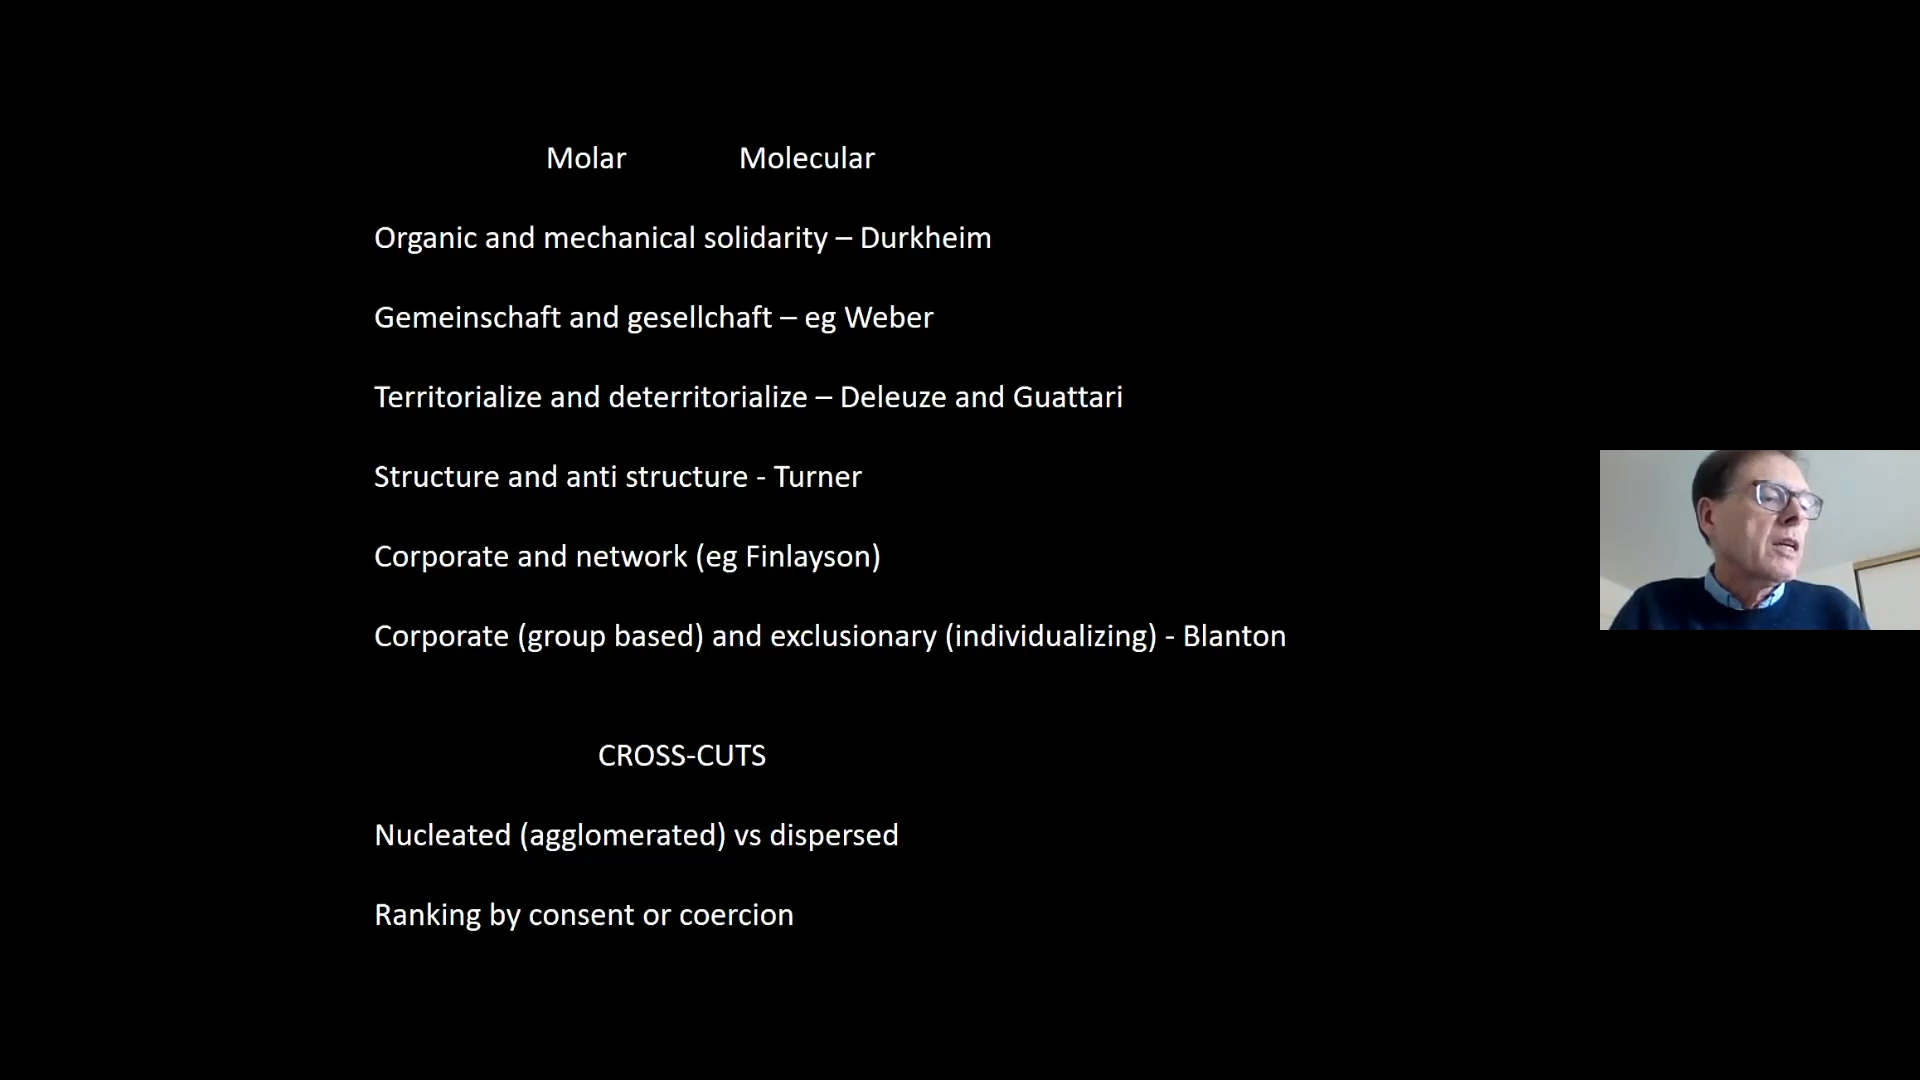 Molar Molecular
Organic and mechanical solidarity – Durkheim
Gemeinschaft and gesellchaft – eg Weber
Territorialize and deterritorialize – Deleuze and Guattari
Structure and anti structure - Turner
Corporate and network (eg Finlayson)
Corporate (group based) and exclusionary (individualizing) - Blanton
CROSS-CUTS
Nucleated (agglomerated) vs dispersed
Ranking by consent or coercion